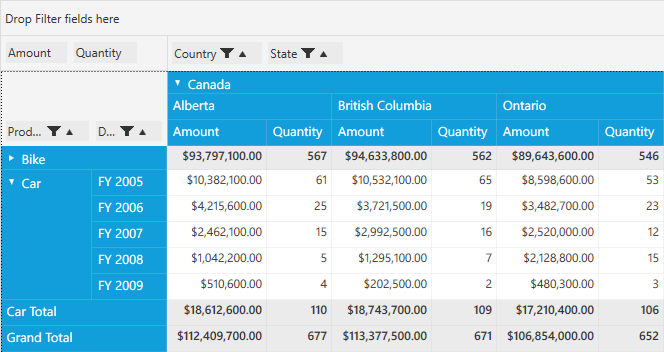 Drop Filter fields here
Amount Quantity Country State
Canada
Alberta British Columbia Ontario
Prod... D... Amount Quantity Amount Quantity Amount Quantity
Bike $93,797,100.00 567 $94,633,800.00 562 $89,643,600.00 546
Car FY 2005 $10,382,100.00 61 $10,532,100.00 65 $8,598,600.00 53
FY 2006 $4,215,600.00 25 $3,721,500.00 19 $3,482,700.00 23
FY 2007 $2,462,100.00 15 $2,992,500.00 16 $2,520,000.00 12
FY 2008 $1,042,200.00 5 $1,295,100.00 7 $2,128,800.00 15
FY 2009 $510,600.00 4 $202,500.00 2 $480,300.00 3
Car Total $18,612,600.00 110 $18,743,700.00 109 $17,210,400.00 106
Grand Total $112,409,700.00 677 $113,377,500.00 671 $106,854,000.00 652